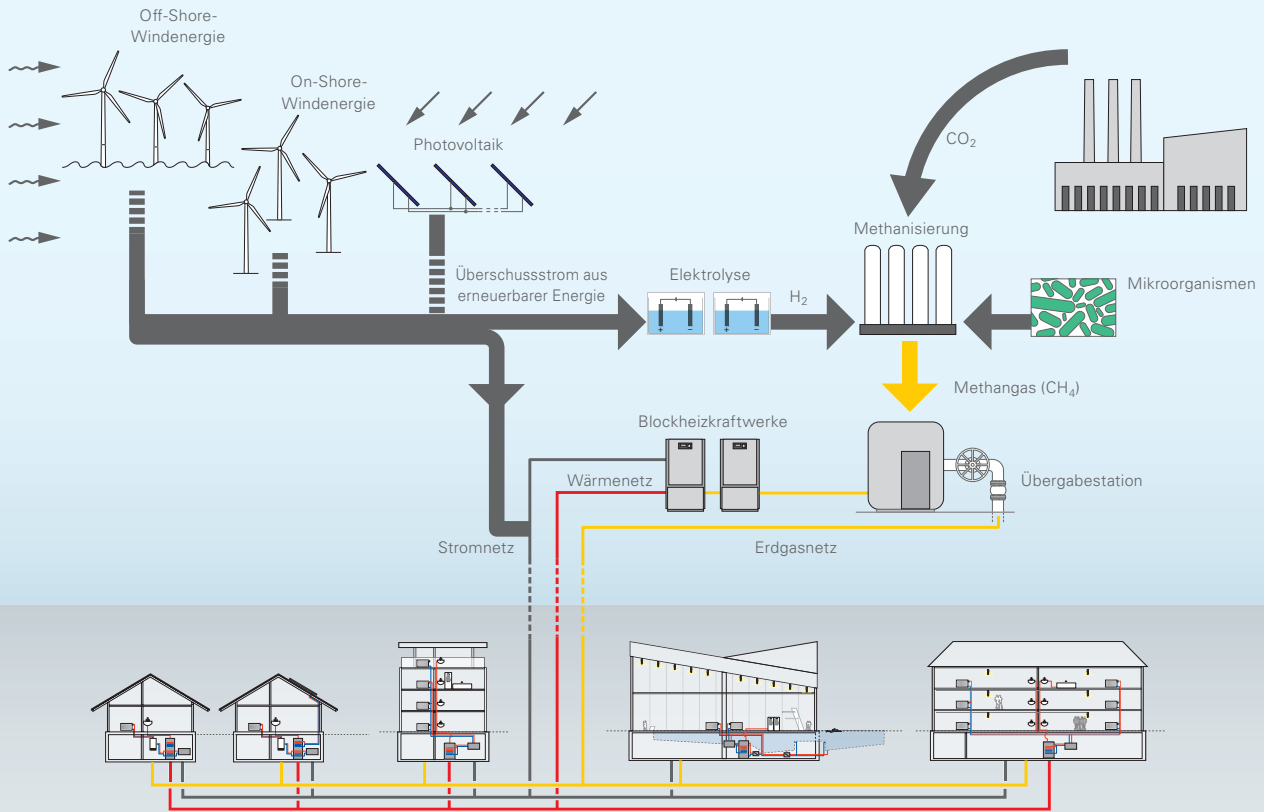 Off-Shore-
Windenergie
On-Shore-
Windenergie
Photovoltaik
CO₂
Methanisierung
Überschussstrom aus
erneuerbarer Energie
Elektrolyse
H₂
Mikroorganismen
+ −
+ −
Methangas (CH₄)
Blockheizkraftwerke
Wärmenetz
Übergabestation
Stromnetz
Erdgasnetz